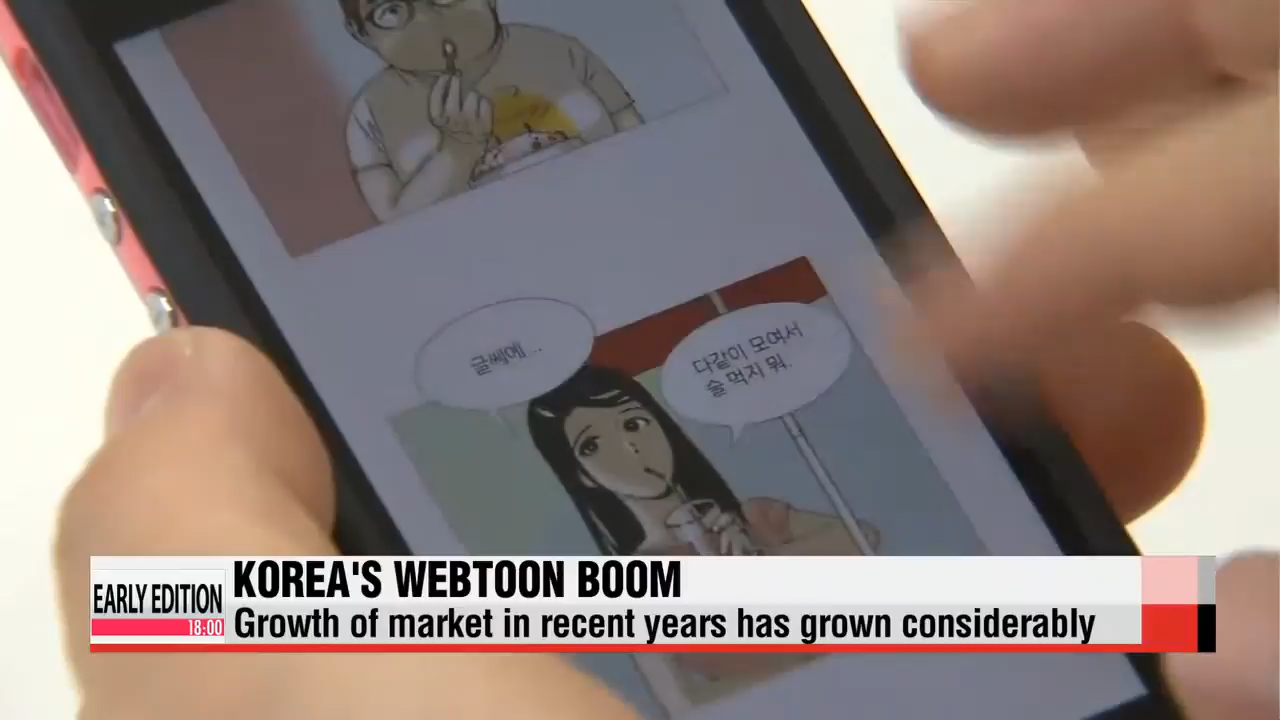 글쎄에..
다같이 모여서
술 먹지 뭐.
EARLY EDITION
18:00
KOREA'S WEBTOON BOOM
Growth of market in recent years has grown considerably